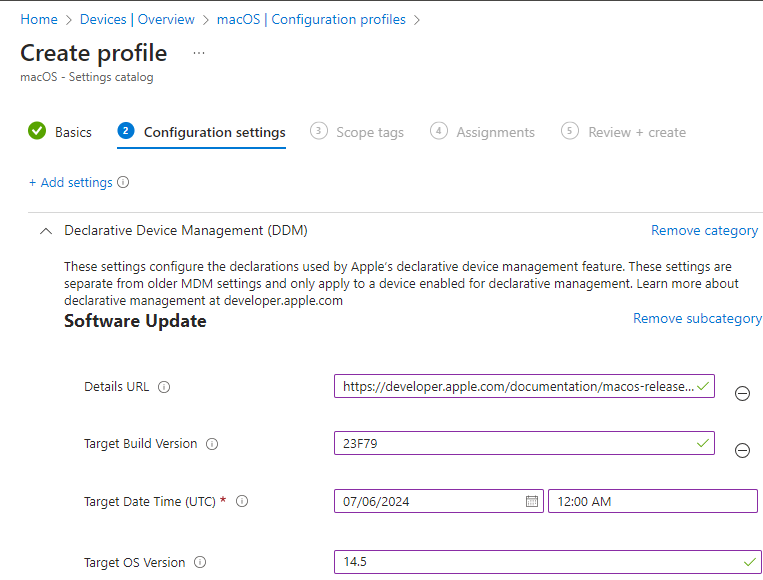 Home > Devices | Overview > macOS | Configuration profiles >
Create profile ...
macOS - Settings catalog
Basics 2 Configuration settings 3 Scope tags 4 Assignments 5 Review + create
+ Add settings
Declarative Device Management (DDM) Remove category
These settings configure the declarations used by Apple's declarative device management feature. These settings are
separate from older MDM settings and only apply to a device enabled for declarative management. Learn more about
declarative management at developer.apple.com
Software Update Remove subcategory
Details URL https://developer.apple.com/documentation/macos-release...
Target Build Version 23F79
Target Date Time (UTC) * 07/06/2024 12:00 AM
Target OS Version 14.5